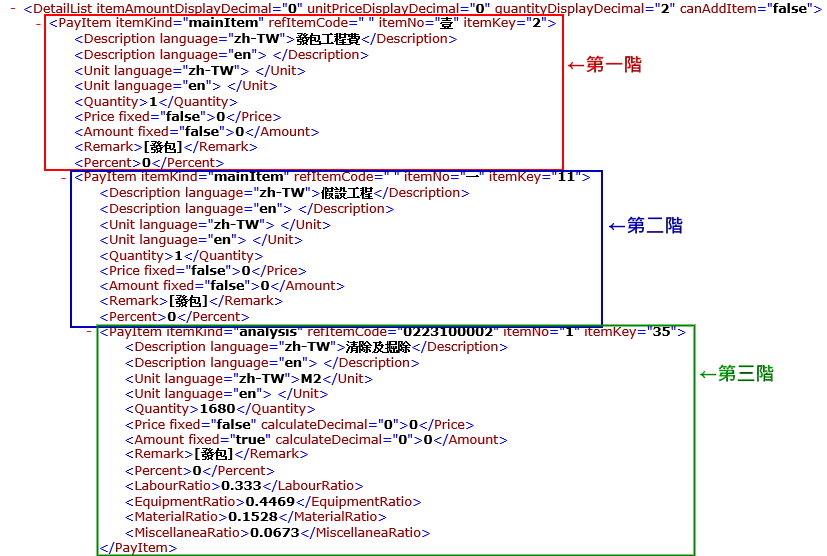 - <DetailList itemAmountDisplayDecimal="0" unitPriceDisplayDecimal="0" quantityDisplayDecimal="2" canAddItem="false">
- <PayItem itemKind="mainItem" refItemCode=" " itemNo="壹" itemKey="2">
<Description language="zh-TW">發包工程費</Description>
<Description language="en"> </Description>
<Unit language="zh-TW"> </Unit>
<Unit language="en"> </Unit>
←第一階
<Quantity>1</Quantity>
<Price fixed="false">0</Price>
<Amount fixed="false">0</Amount>
<Remark>[發包]</Remark>
<Percent>0</Percent>
- <PayItem itemKind="mainItem" refItemCode=" " itemNo="一" itemKey="11">
<Description language="zh-TW">假設工程</Description>
<Description language="en"> </Description>
<Unit language="zh-TW"> </Unit>
←第二階
<Unit language="en"> </Unit>
<Quantity>1</Quantity>
<Price fixed="false">0</Price>
<Amount fixed="false">0</Amount>
<Remark>[發包]</Remark>
<Percent>0</Percent>
- <PayItem itemKind="analysis" refItemCode="0223100002" itemNo="1" itemKey="35">
<Description language="zh-TW">清除及掘除</Description>
<Description language="en"> </Description>
<Unit language="zh-TW">M2</Unit>
←第三階
<Unit language="en"> </Unit>
<Quantity>1680</Quantity>
<Price fixed="false" calculateDecimal="0">0</Price>
<Amount fixed="true" calculateDecimal="0">0</Amount>
<Remark>[發包]</Remark>
<Percent>0</Percent>
<LabourRatio>0.333</LabourRatio>
<EquipmentRatio>0.4469</EquipmentRatio>
<MaterialRatio>0.1528</MaterialRatio>
<MiscellaneaRatio>0.0673</MiscellaneaRatio>
</PayItem>